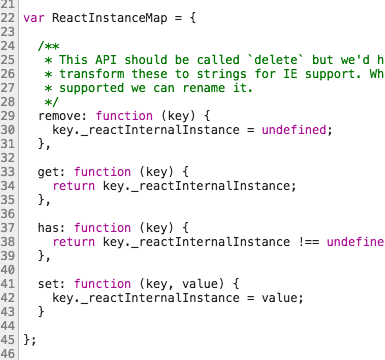 21
22 var ReactInstanceMap = {
23
24   /**
25    * This API should be called `delete` but we'd h
26    * transform these to strings for IE support. Wh
27    * supported we can rename it.
28    */
29   remove: function (key) {
30     key._reactInternalInstance = undefined;
31   },
32
33   get: function (key) {
34     return key._reactInternalInstance;
35   },
36
37   has: function (key) {
38     return key._reactInternalInstance !== undefine
39   },
40
41   set: function (key, value) {
42     key._reactInternalInstance = value;
43   }
44
45 };
46